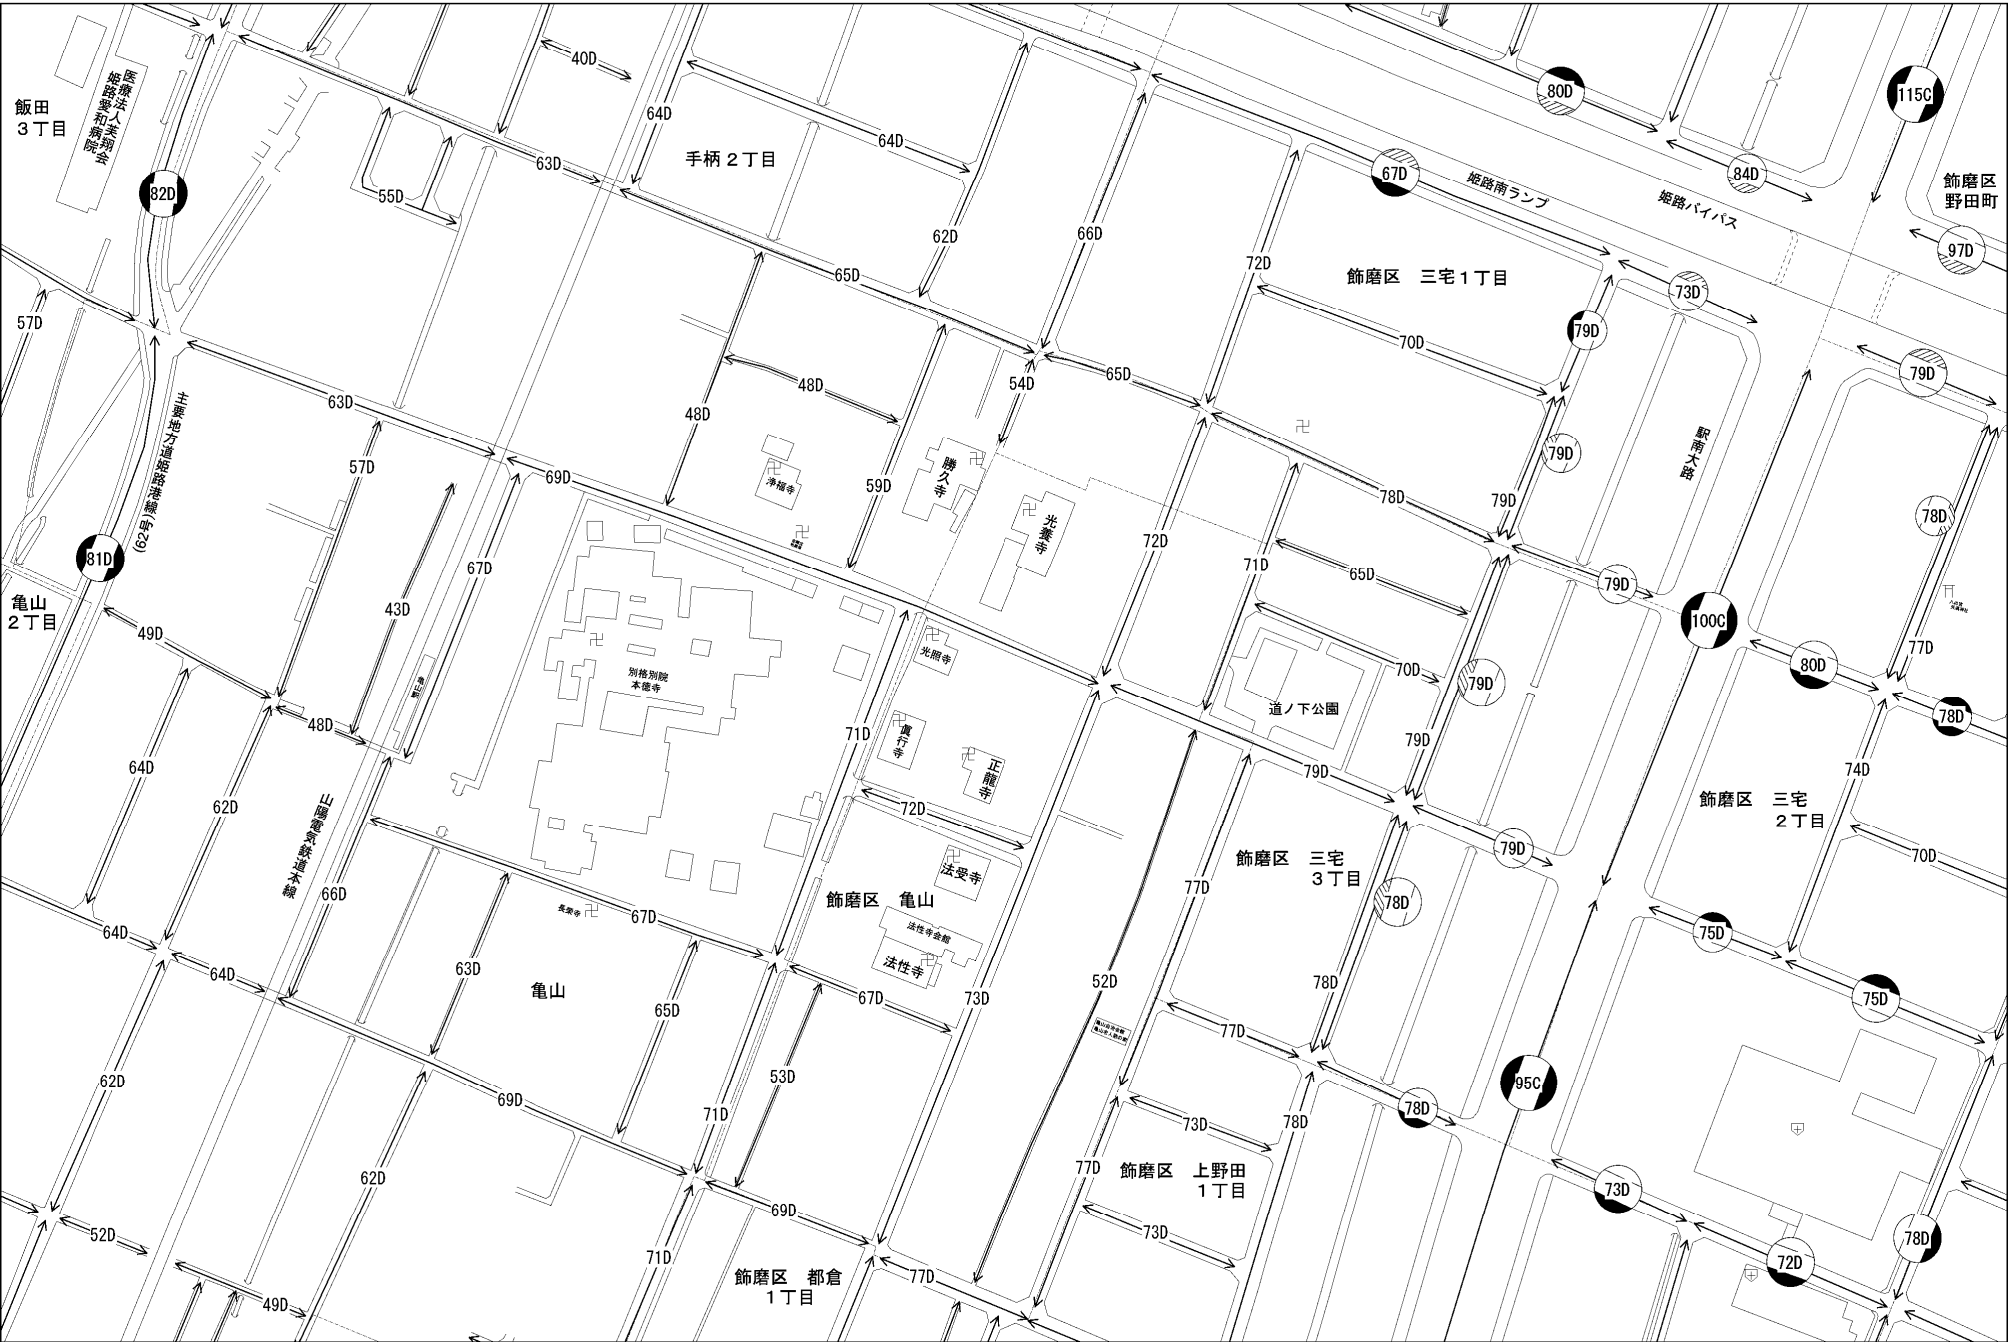 40D
80D
115C
飯田
3丁目
医療法人芙翔会
姫路愛和病院
64D
64D
手柄2丁目
63D
67D
84D
飾磨区
野田町
82D
55D
姫路南ランプ
姫路バイパス
62D
66D
97D
65D
72D
飾磨区 三宅1丁目
73D
57D
79D
70D
79D
63D
48D
48D
54D
65D
主要地方道姫路港線
(62号)
57D
69D
浄福寺
59D
勝久寺
光養寺
78D
79D
79D
駅南大路
78D
81D
67D
72D
71D
65D
79D
亀山
2丁目
43D
49D
100C
80D
77D
光照寺
別格別院
本徳寺
亀山駅
70D
79D
道ノ下公園
78D
48D
71D
眞行寺
正龍寺
79D
79D
64D
62D
74D
山陽電気鉄道本線
72D
飾磨区 三宅
2丁目
79D
70D
66D
法受寺
飾磨区 三宅
3丁目
77D
78D
長榮寺
67D
飾磨区 亀山
法性寺会館
法性寺
64D
75D
64D
63D
亀山
67D
73D
52D
78D
75D
65D
77D
62D
53D
95C
69D
71D
73D
78D
78D
62D
77D
飾磨区 上野田
1丁目
73D
69D
73D
52D
71D
78D
72D
49D
飾磨区 都倉
1丁目
77D